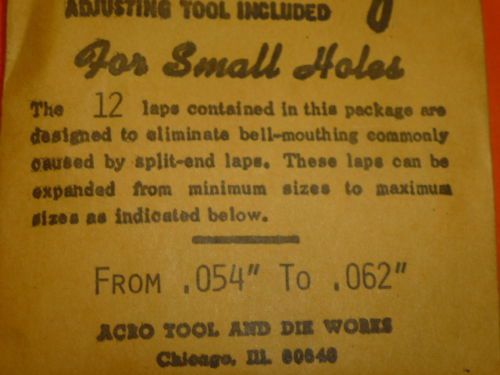 ADJUSTING TOOL INCLUDED
For Small Holes
The 12 laps contained in this package are
designed to eliminate bell-mouthing commonly
caused by split-end laps. These laps can be
expanded from minimum sizes to maximum
sizes as indicated below.
FROM .054" TO .062"
ACRO TOOL AND DIE WORKS
Chicago, Ill. 60648